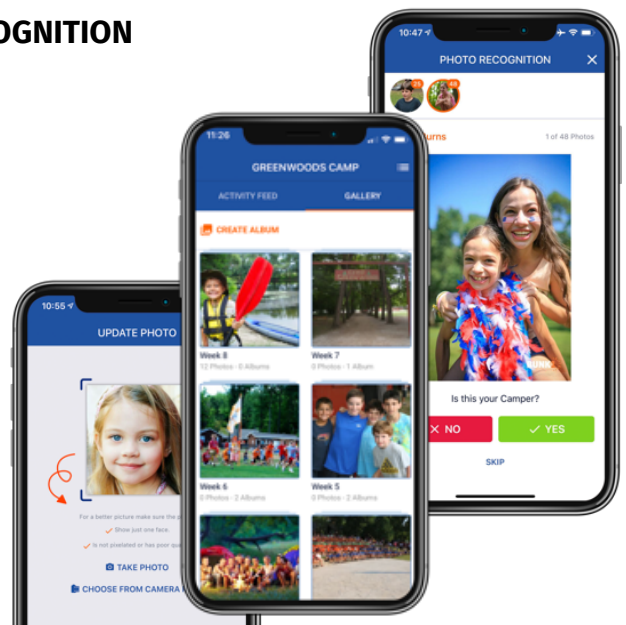 OGNITION
10:47
PHOTO RECOGNITION
urns
1 of 48 Photos
Is this your Camper?
NO
YES
SKIP
11:26
GREENWOODS CAMP
ACTIVITY FEED
GALLERY
CREATE ALBUM
Week 8
12 Photos · 0 Albums
Week 7
0 Photos · 1 Album
Week 6
0 Photos · 2 Albums
Week 5
0 Photos · 2 Albums
10:55
UPDATE PHOTO
For a better picture make sure the p
Show just one face.
Is not pixelated or has poor qua
TAKE PHOTO
CHOOSE FROM CAMERA